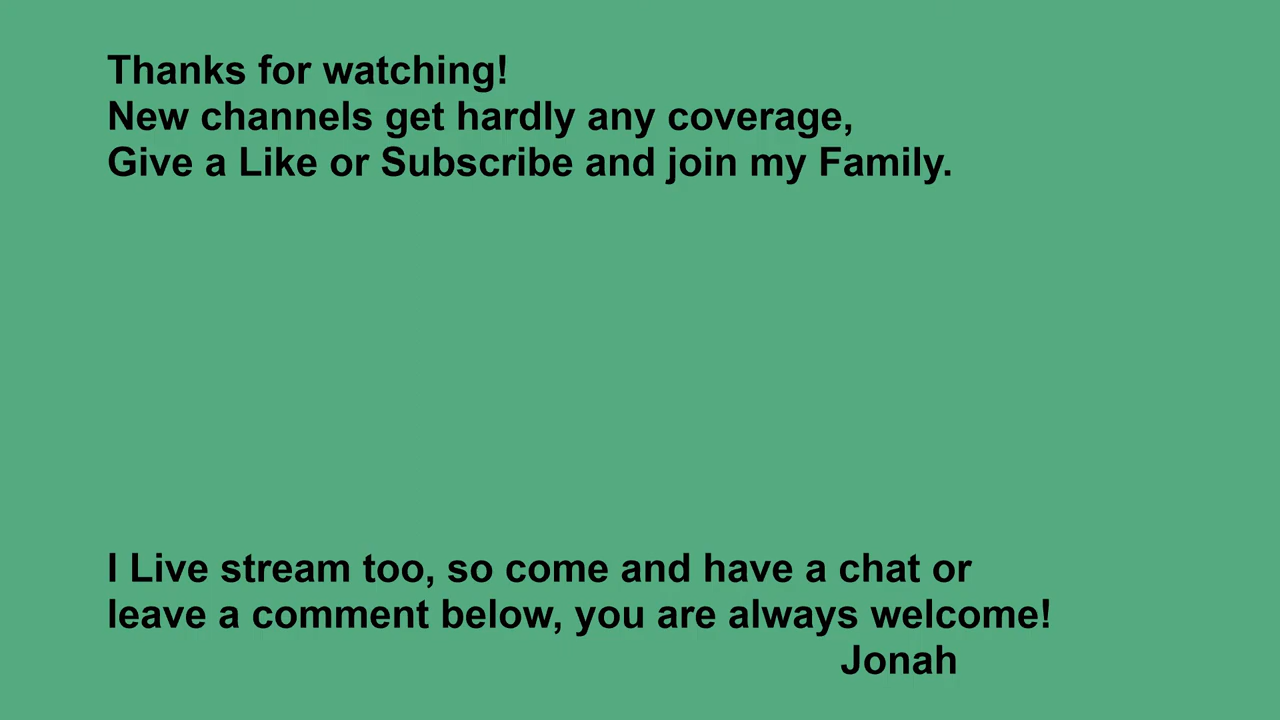 Thanks for watching!
New channels get hardly any coverage,
Give a Like or Subscribe and join my Family.
I Live stream too, so come and have a chat or
leave a comment below, you are always welcome!
Jonah